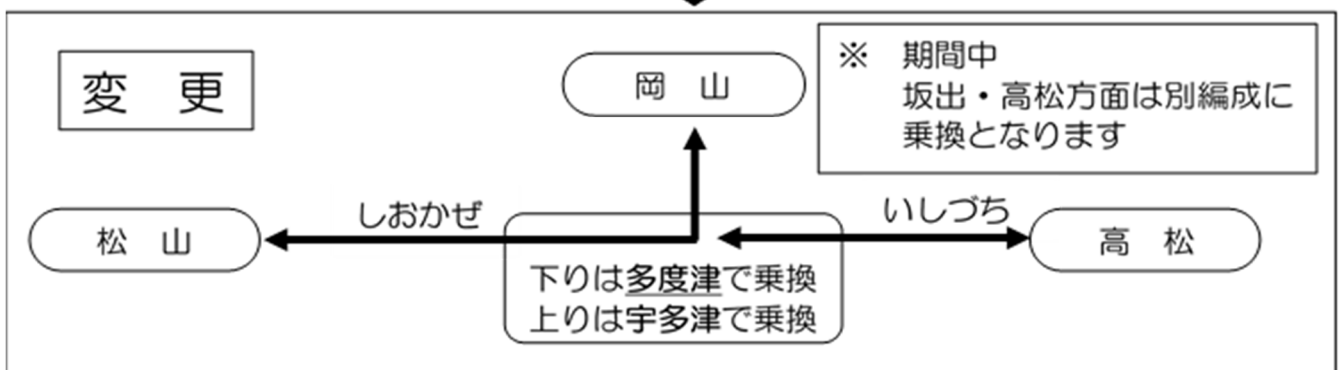 変 更
岡 山
※ 期間中
坂出・高松方面は別編成に
乗換となります
しおかぜ
いしづち
松 山
高 松
下りは多度津で乗換
上りは宇多津で乗換